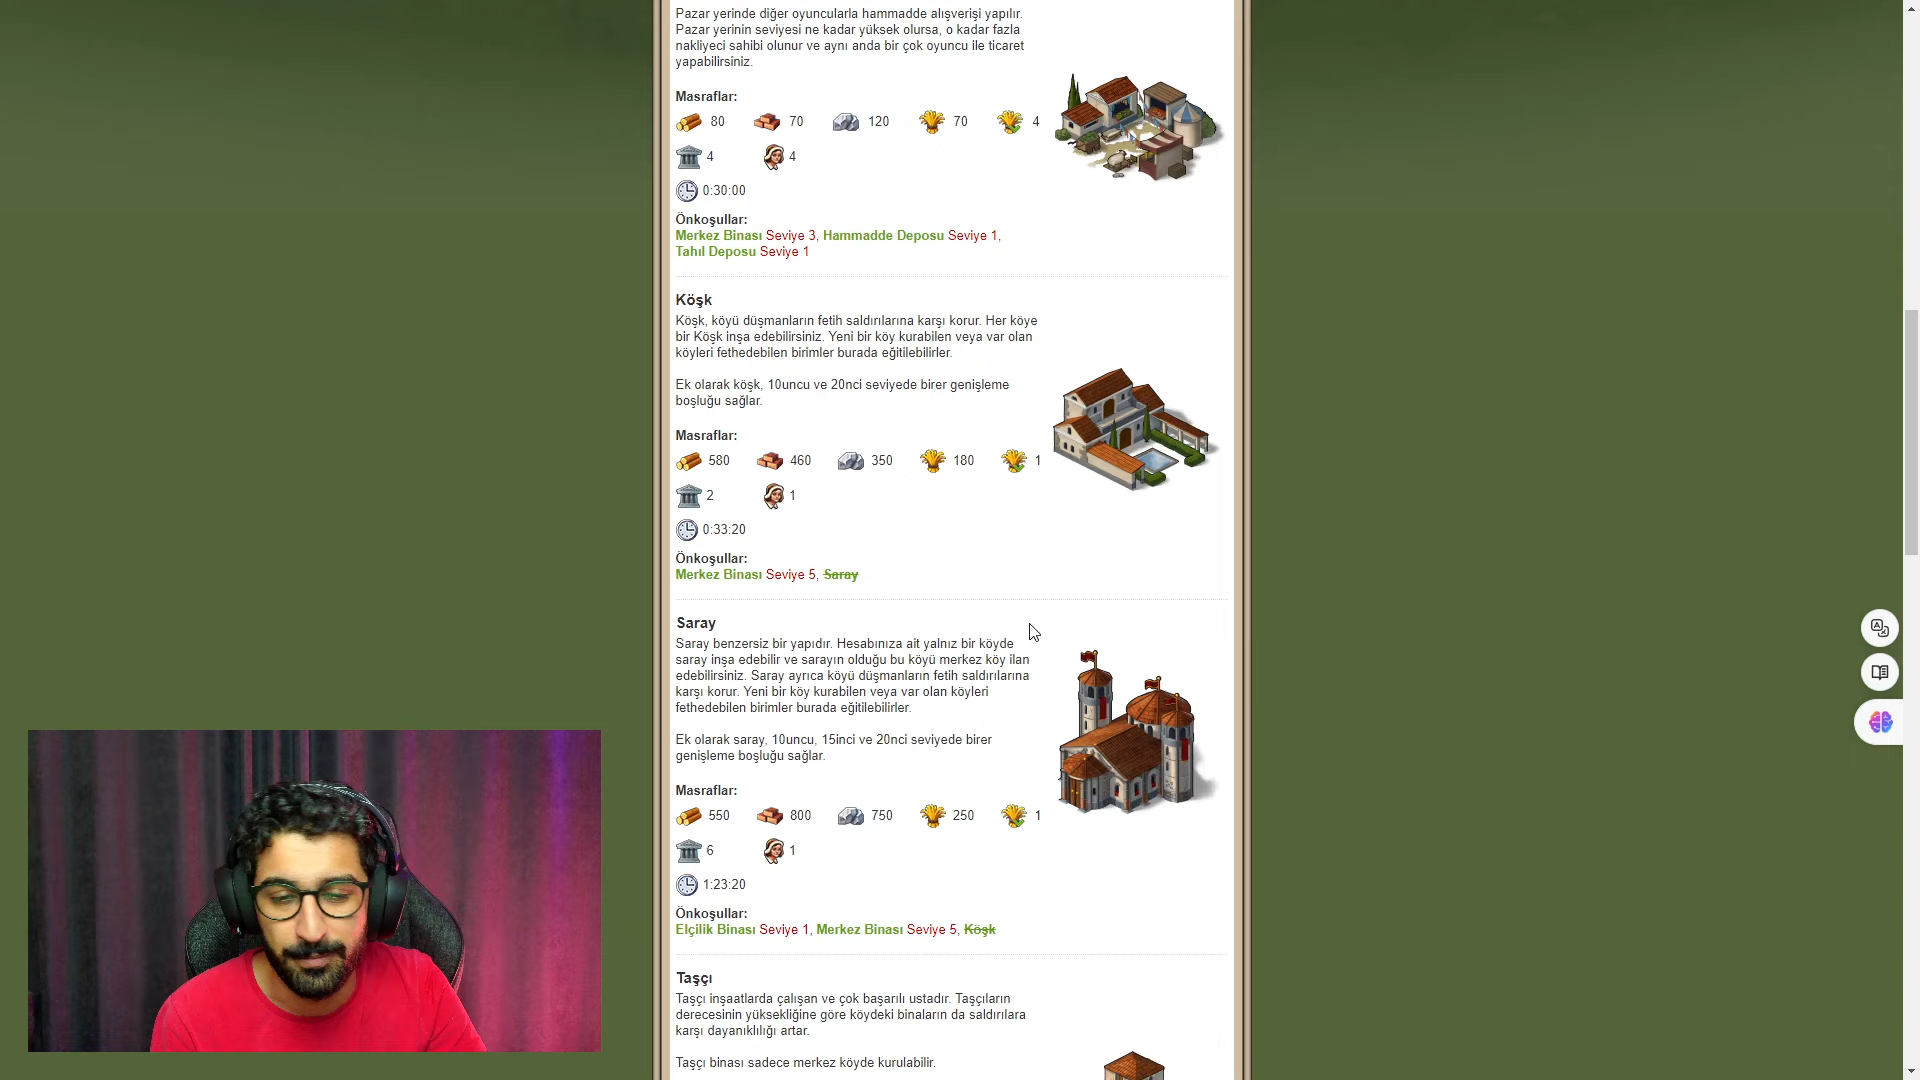 Pazar yerinde diğer oyuncularla hammadde alışverişi yapılır.
Pazar yerinin seviyesi ne kadar yüksek olursa, o kadar fazla
nakliyeci sahibi olunur ve aynı anda bir çok oyuncu ile ticaret
yapabilirsiniz.
Masraflar:
80 70 120 70 4
4 4
0:30:00
Önkoşullar:
Merkez Binası Seviye 3, Hammadde Deposu Seviye 1,
Tahıl Deposu Seviye 1
Köşk
Köşk, köyü düşmanların fetih saldırılarına karşı korur. Her köye
bir Köşk inşa edebilirsiniz. Yeni bir köy kurabilen veya var olan
köyleri fethedebilen birimler burada eğitilebilirler.
Ek olarak köşk, 10uncu ve 20nci seviyede birer genişleme
boşluğu sağlar.
Masraflar:
580 460 350 180 1
2 1
0:33:20
Önkoşullar:
Merkez Binası Seviye 5, Saray
Saray
Saray benzersiz bir yapıdır. Hesabınıza ait yalnız bir köyde
saray inşa edebilir ve sarayın olduğu bu köyü merkez köy ilan
edebilirsiniz. Saray ayrıca köyü düşmanların fetih saldırılarına
karşı korur. Yeni bir köy kurabilen veya var olan köyleri
fethedebilen birimler burada eğitilebilirler.
Ek olarak saray, 10uncu, 15inci ve 20nci seviyede birer
genişleme boşluğu sağlar.
Masraflar:
550 800 750 250 1
6 1
1:23:20
Önkoşullar:
Elçilik Binası Seviye 1, Merkez Binası Seviye 5, Köşk
Taşçı
Taşçı inşaatlarda çalışan ve çok başarılı ustadır. Taşçıların
derecesinin yüksekliğine göre köydeki binaların da saldırılara
karşı dayanıklılığı artar.
Taşçı binası sadece merkez köyde kurulabilir.